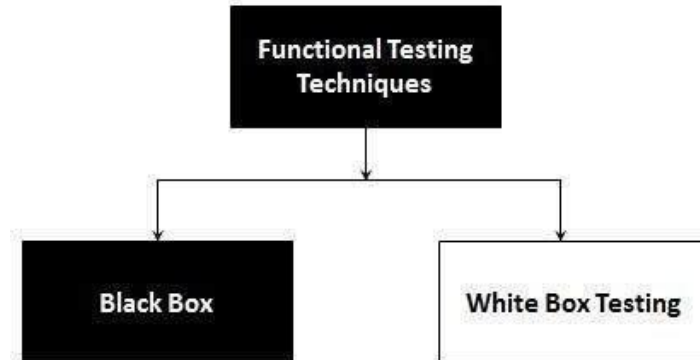 Functional Testing
Techniques
Black Box
White Box Testing